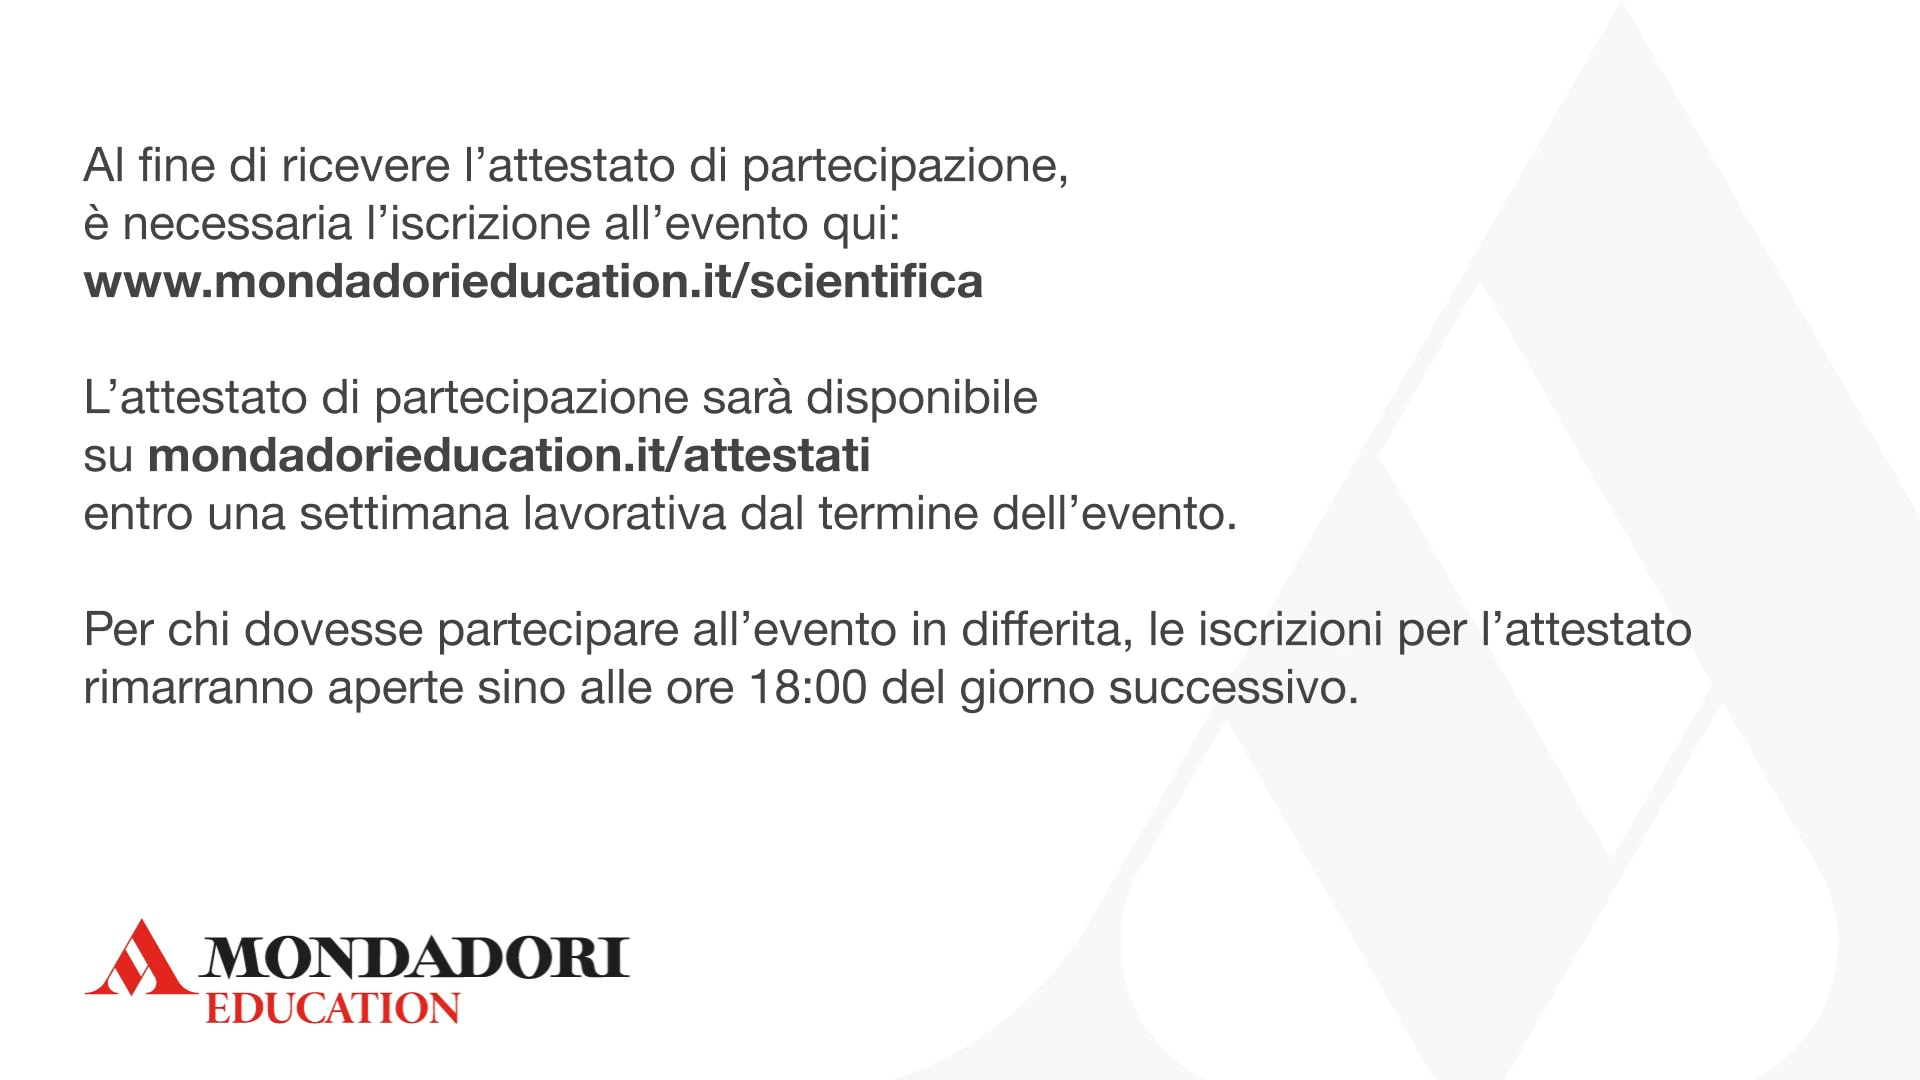 Al fine di ricevere l’attestato di partecipazione,
è necessaria l’iscrizione all’evento qui:
www.mondadorieducation.it/scientifica
L’attestato di partecipazione sarà disponibile
su mondadorieducation.it/attestati
entro una settimana lavorativa dal termine dell’evento.
Per chi dovesse partecipare all’evento in differita, le iscrizioni per l’attestato
rimarranno aperte sino alle ore 18:00 del giorno successivo.
MONDADORI
EDUCATION